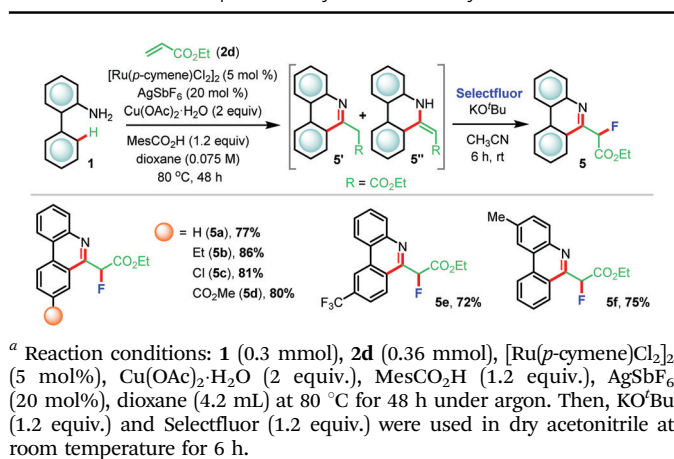 CO₂Et (2d)
[Ru(p-cymene)Cl₂]₂ (5 mol %)
AgSbF₆ (20 mol %)
Cu(OAc)₂·H₂O (2 equiv)
MesCO₂H (1.2 equiv)
dioxane (0.075 M)
80 ºC, 48 h
NH₂
H
1
N
R
5'
+
NH
R
5''
R = CO₂Et
Selectfluor
KOᵗBu
CH₃CN
6 h, rt
N
F
CO₂Et
5
N
CO₂Et
F
= H (5a), 77%
Et (5b), 86%
Cl (5c), 81%
CO₂Me (5d), 80%
N
CO₂Et
F
F₃C
5e, 72%
Me
N
CO₂Et
F
5f, 75%
ᵃ Reaction conditions: 1 (0.3 mmol), 2d (0.36 mmol), [Ru(p-cymene)Cl₂]₂
(5 mol%), Cu(OAc)₂·H₂O (2 equiv.), MesCO₂H (1.2 equiv.), AgSbF₆
(20 mol%), dioxane (4.2 mL) at 80 °C for 48 h under argon. Then, KOᵗBu
(1.2 equiv.) and Selectfluor (1.2 equiv.) were used in dry acetonitrile at
room temperature for 6 h.